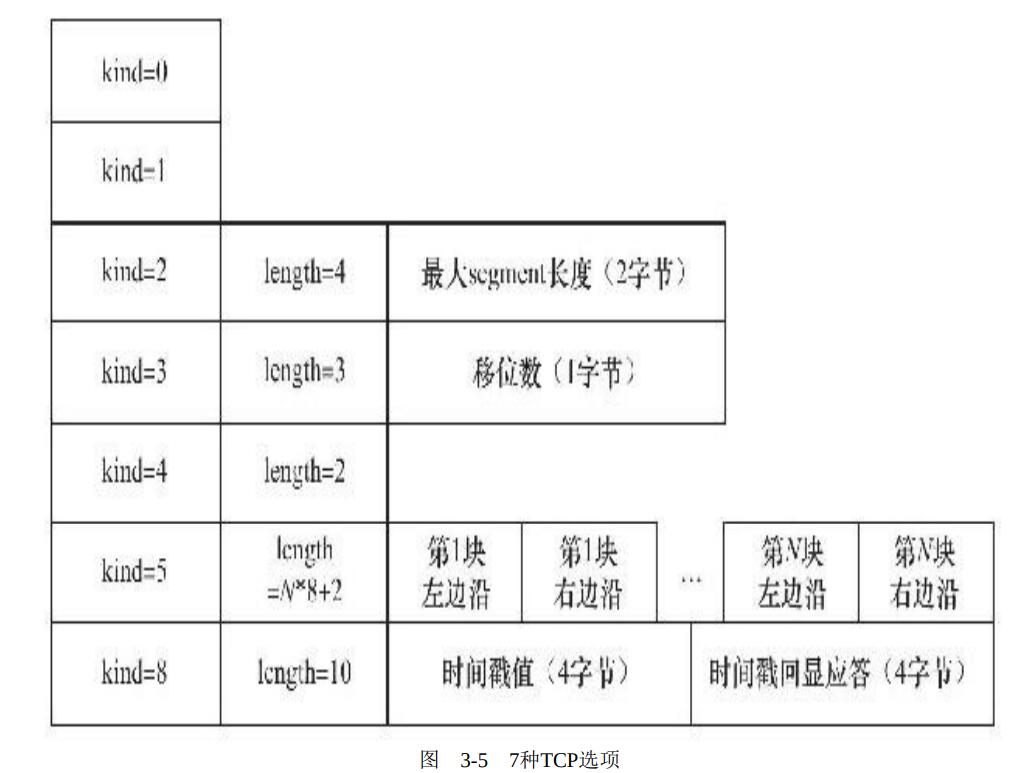 kind=0
kind=1
kind=2 length=4 最大segment长度（2字节）
kind=3 length=3 移位数（1字节）
kind=4 length=2
kind=5 length =N*8+2 第1块 左边沿 第1块 右边沿 … 第N块 左边沿 第N块 右边沿
kind=8 length=10 时间戳值（4字节） 时间戳回显应答（4字节）
图 3-5 7种TCP选项